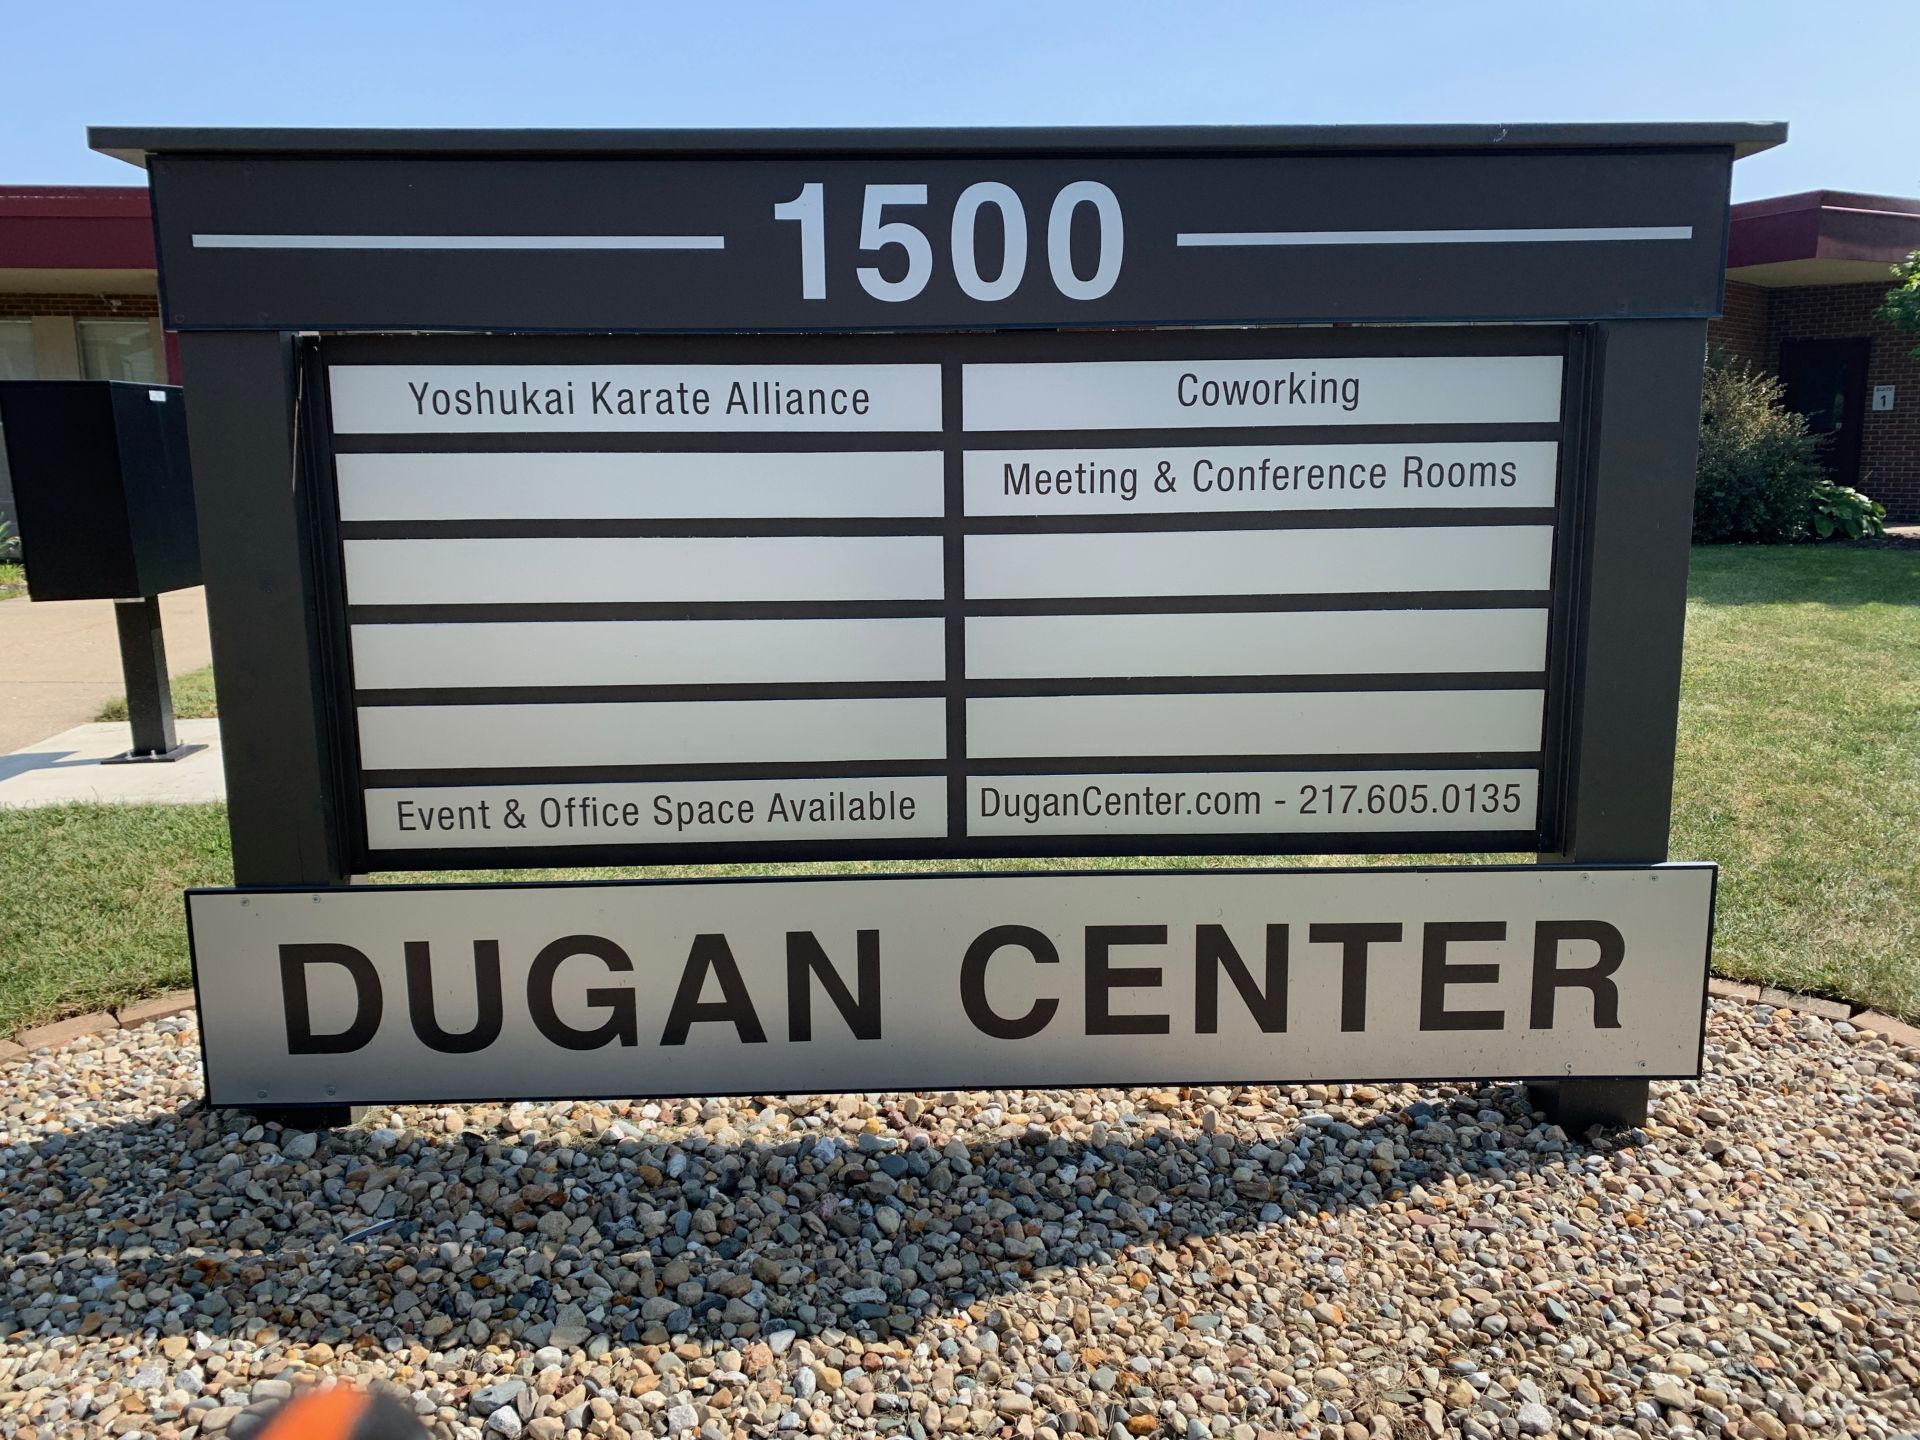 1500
Yoshukai Karate Alliance
Coworking
Meeting & Conference Rooms
Event & Office Space Available
DuganCenter.com - 217.605.0135
DUGAN CENTER
1